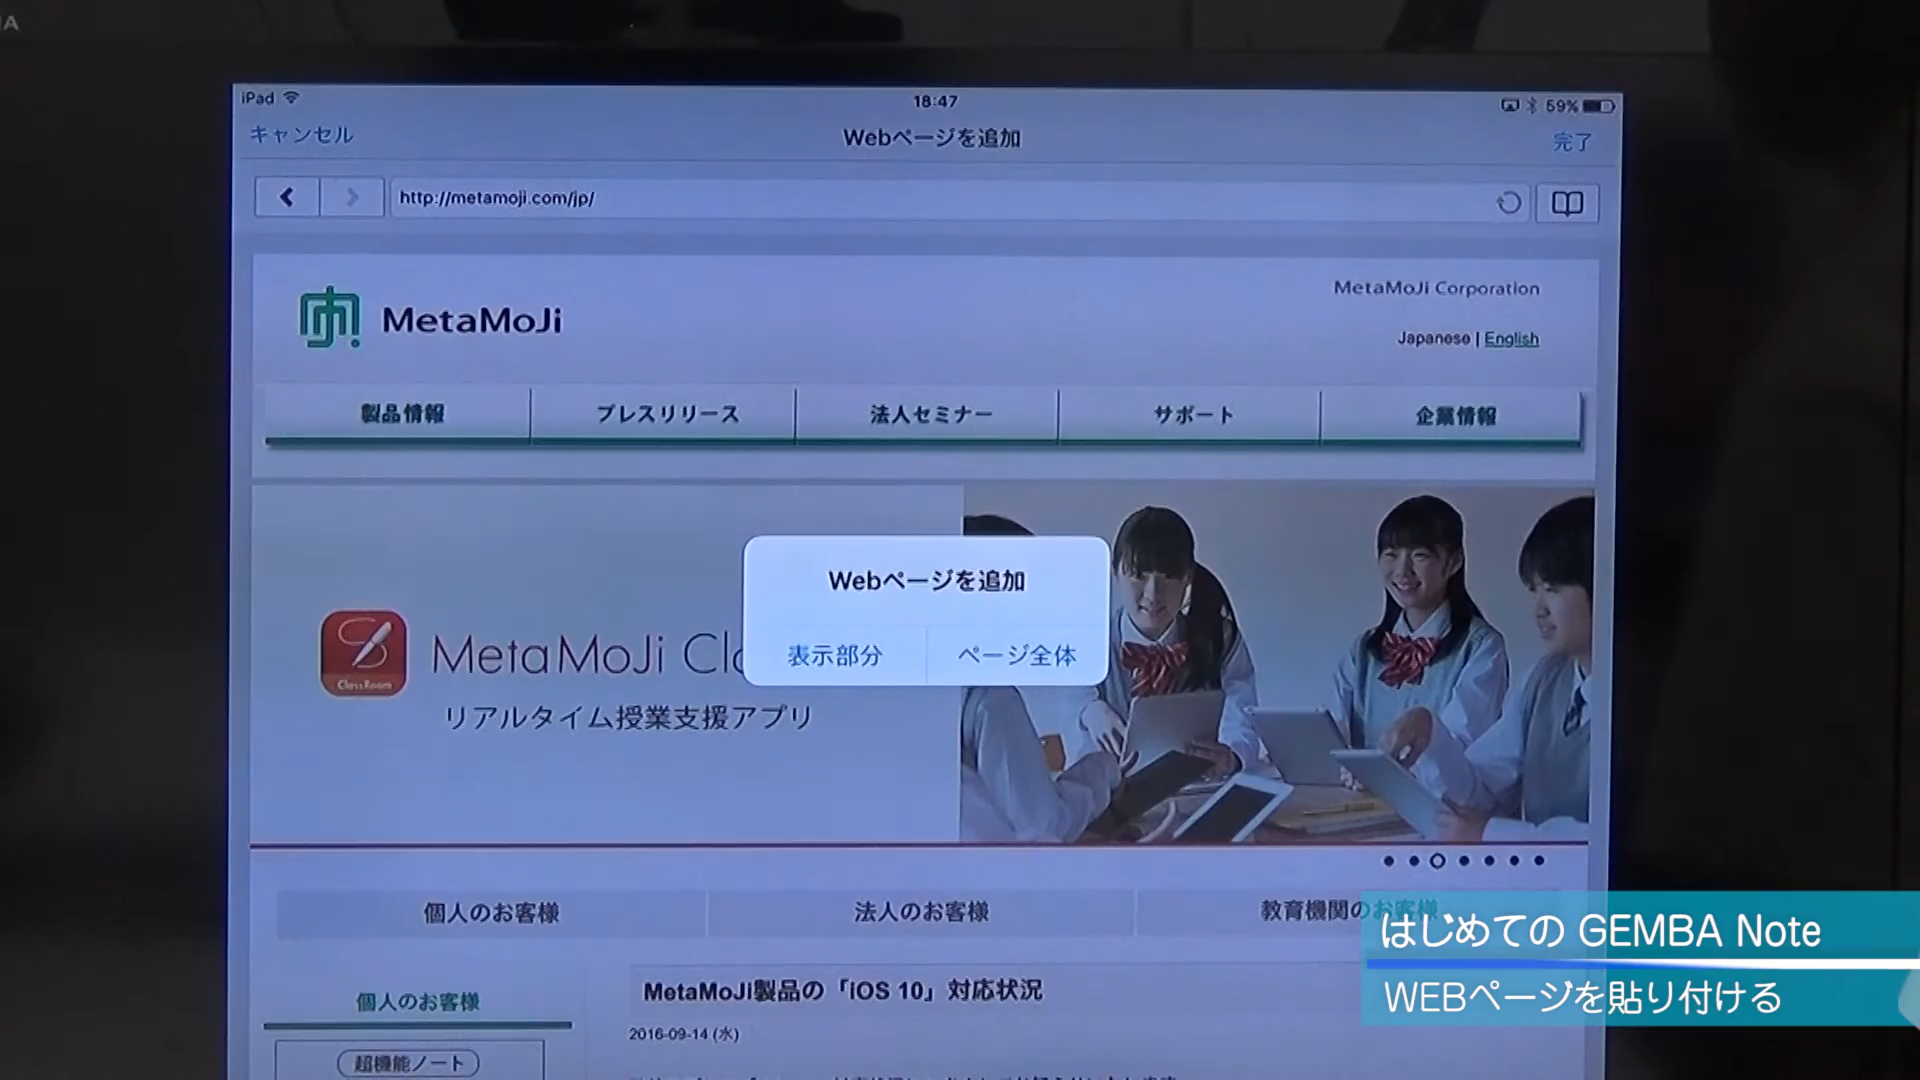 iPad
18:47
59%
キャンセル
Webページを追加
完了
http://metamoji.com/jp/
MetaMoJi
MetaMoJi Corporation
Japanese | English
製品情報
プレスリリース
法人セミナー
サポート
企業情報
Webページを追加
表示部分
ページ全体
ClassRoom
MetaMoJi
リアルタイム授業支援アプリ
個人のお客様
法人のお客様
教育機関のお客様
はじめての GEMBA Note
WEBページを貼り付ける
個人のお客様
超機能ノート
MetaMoJi製品の「iOS 10」対応状況
2016-09-14 (水)